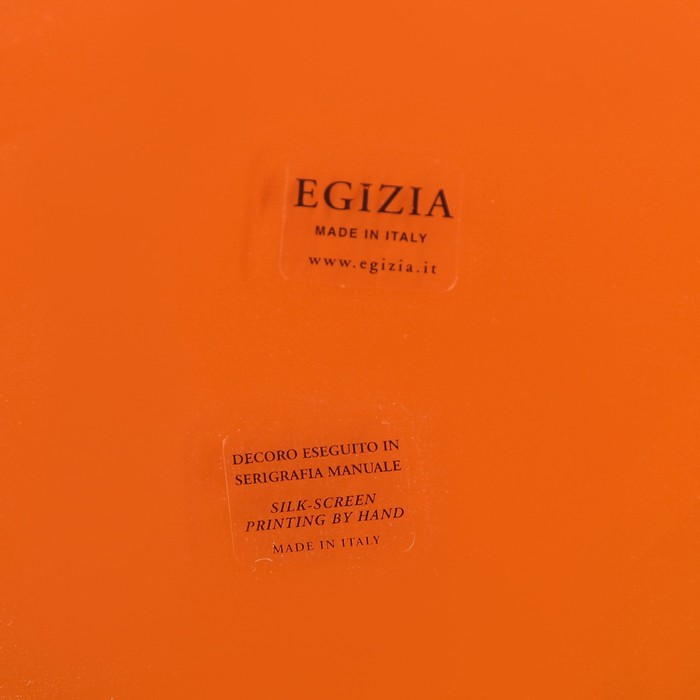 EGIZIA
MADE IN ITALY
www.egizia.it
DECORO ESEGUITO IN
SERIGRAFIA MANUALE
SILK-SCREEN
PRINTING BY HAND
MADE IN ITALY